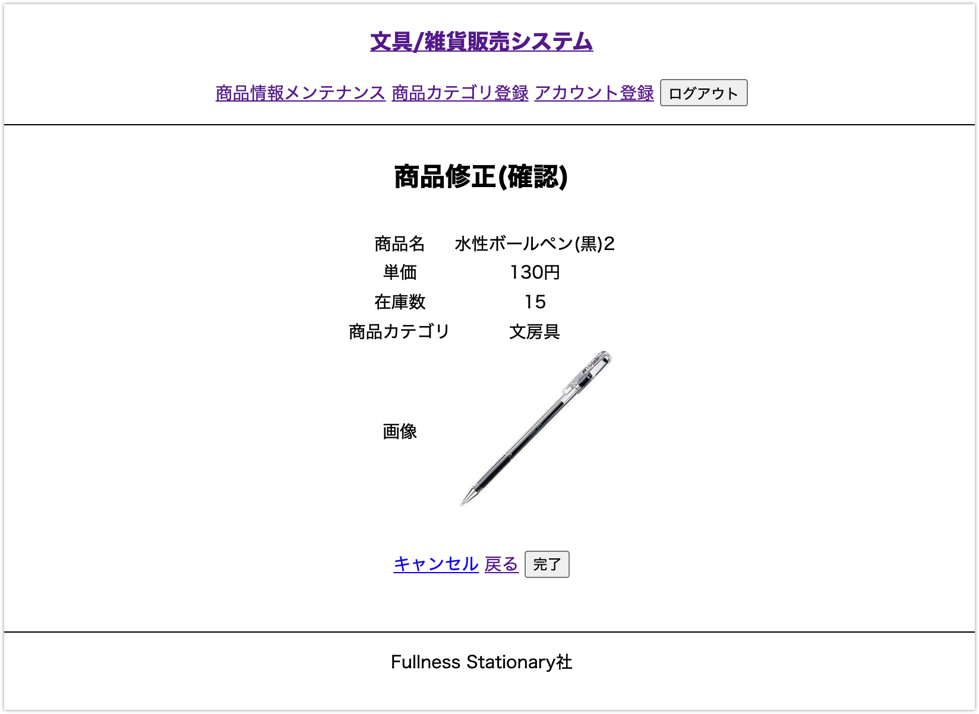 文具/雑貨販売システム
商品情報メンテナンス 商品カテゴリ登録 アカウント登録 ログアウト
商品修正(確認)
商品名 水性ボールペン(黒)2
単価 130円
在庫数 15
商品カテゴリ 文房具
画像
キャンセル 戻る 完了
Fullness Stationary社